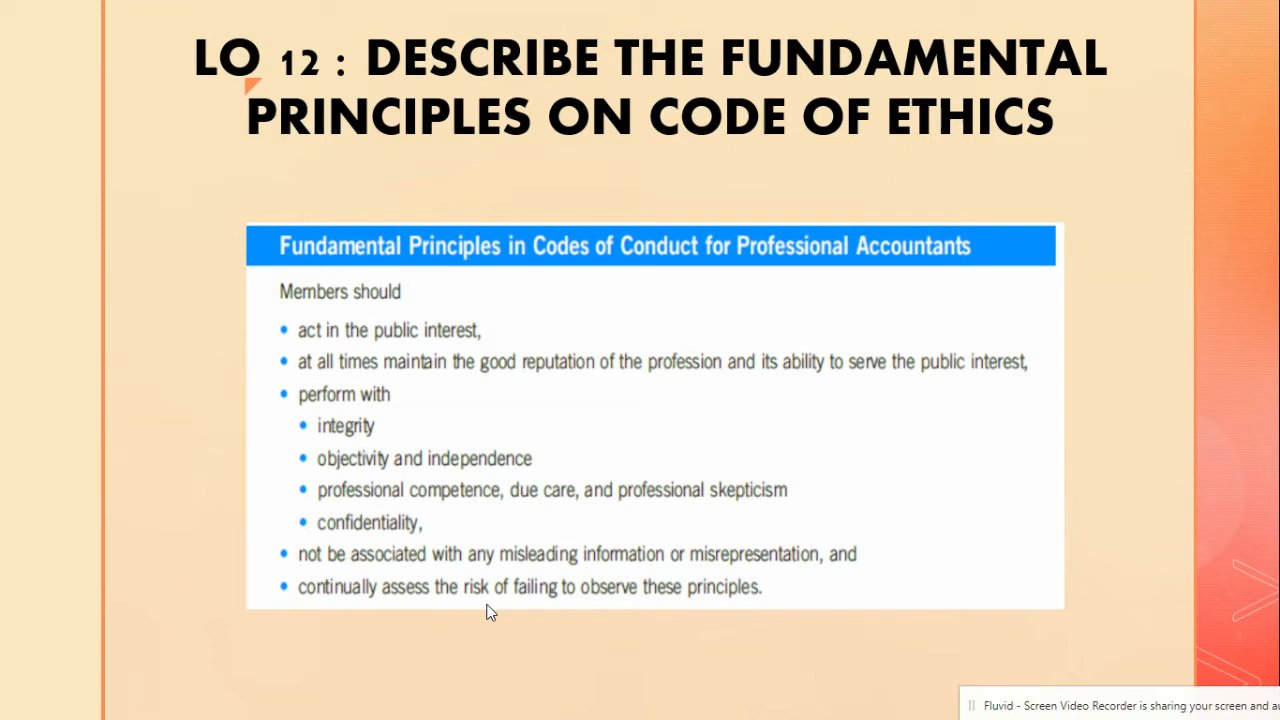 LO 12 : DESCRIBE THE FUNDAMENTAL
PRINCIPLES ON CODE OF ETHICS
Fundamental Principles in Codes of Conduct for Professional Accountants
Members should
• act in the public interest,
• at all times maintain the good reputation of the profession and its ability to serve the public interest,
• perform with
• integrity
• objectivity and independence
• professional competence, due care, and professional skepticism
• confidentiality,
• not be associated with any misleading information or misrepresentation, and
• continually assess the risk of failing to observe these principles.
Fluvid - Screen Video Recorder is sharing your screen and